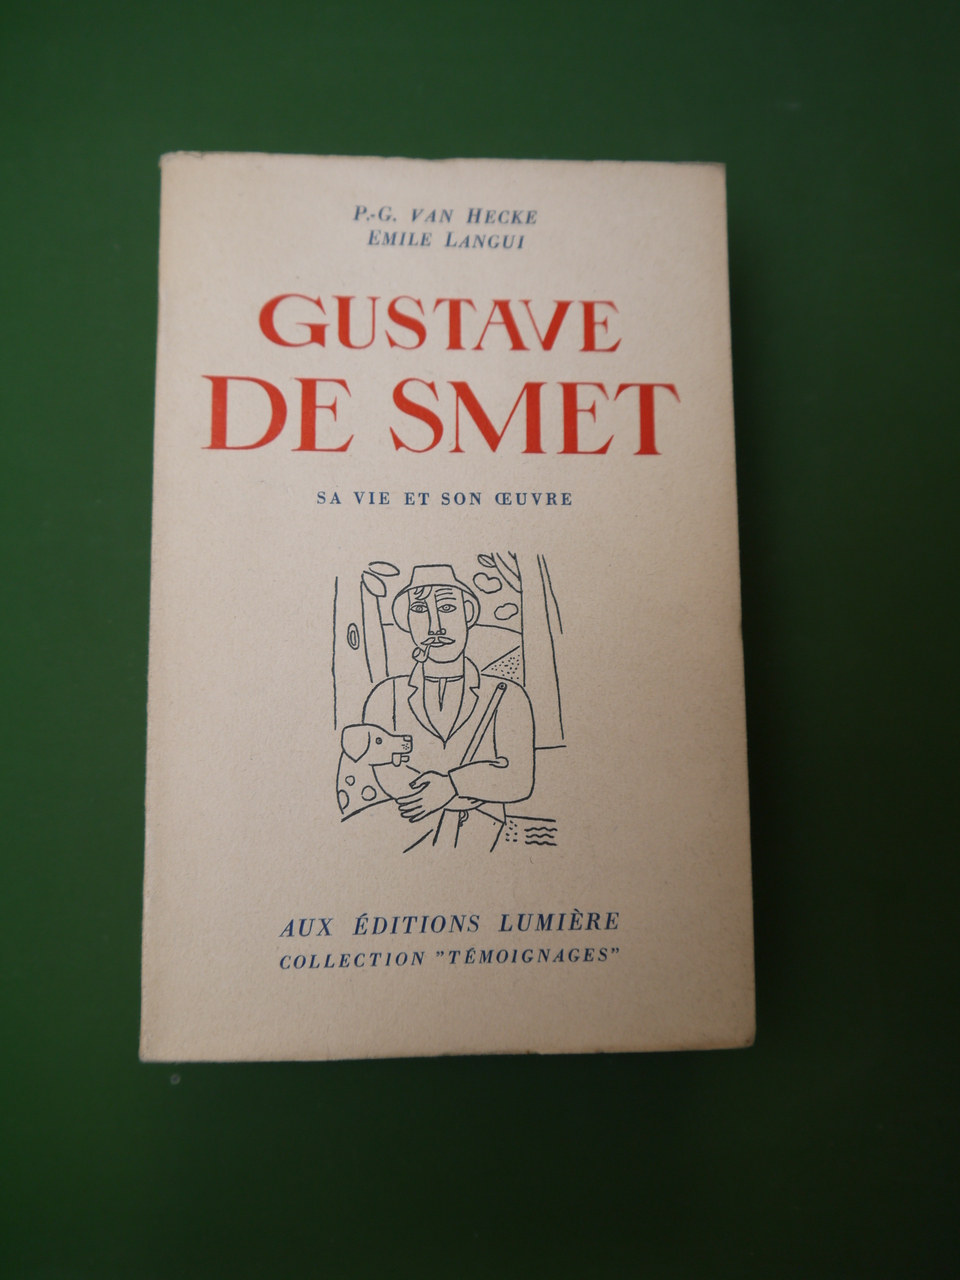 P.-G. VAN HECKE
EMILE LANGUI
GUSTAVE
DE SMET
SA VIE ET SON ŒUVRE
AUX ÉDITIONS LUMIÈRE
COLLECTION "TÉMOIGNAGES"